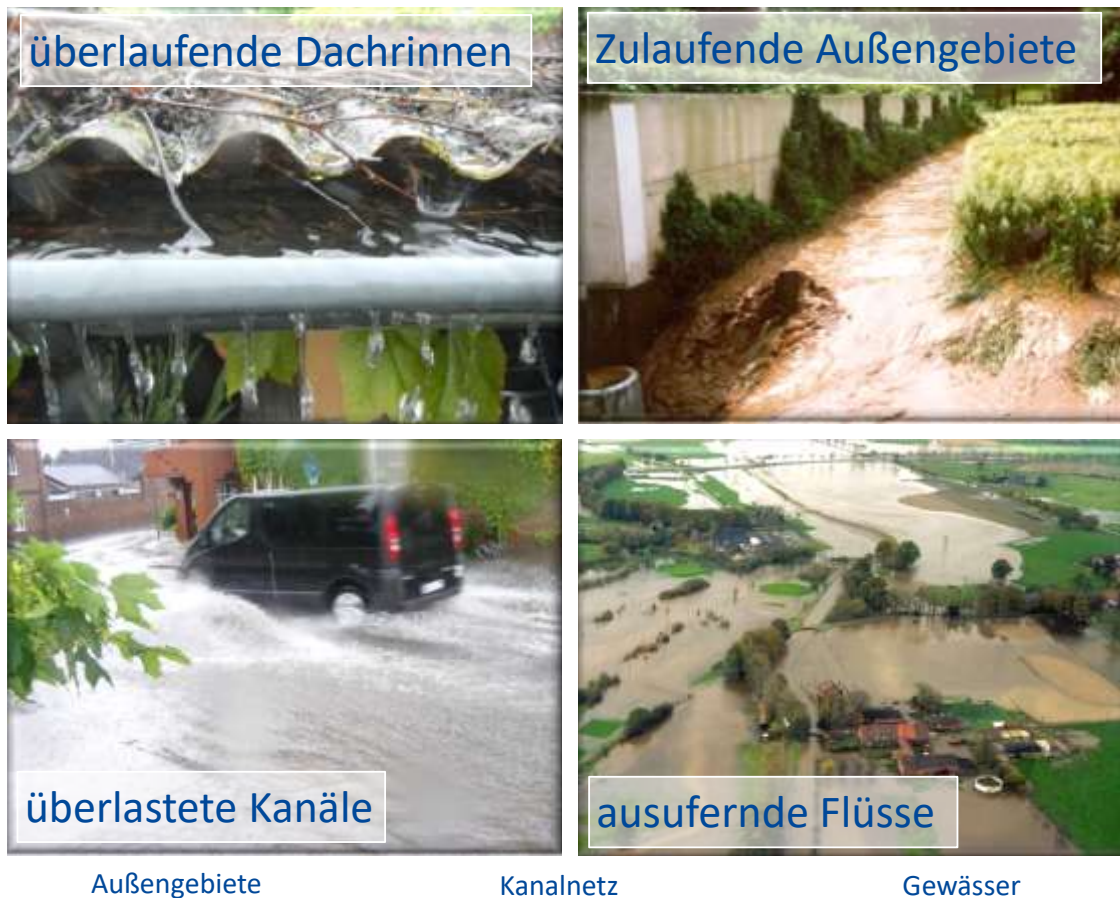 überlaufende Dachrinnen
Zulaufende Außengebiete
überlastete Kanäle
ausufernde Flüsse
Außengebiete
Kanalnetz
Gewässer